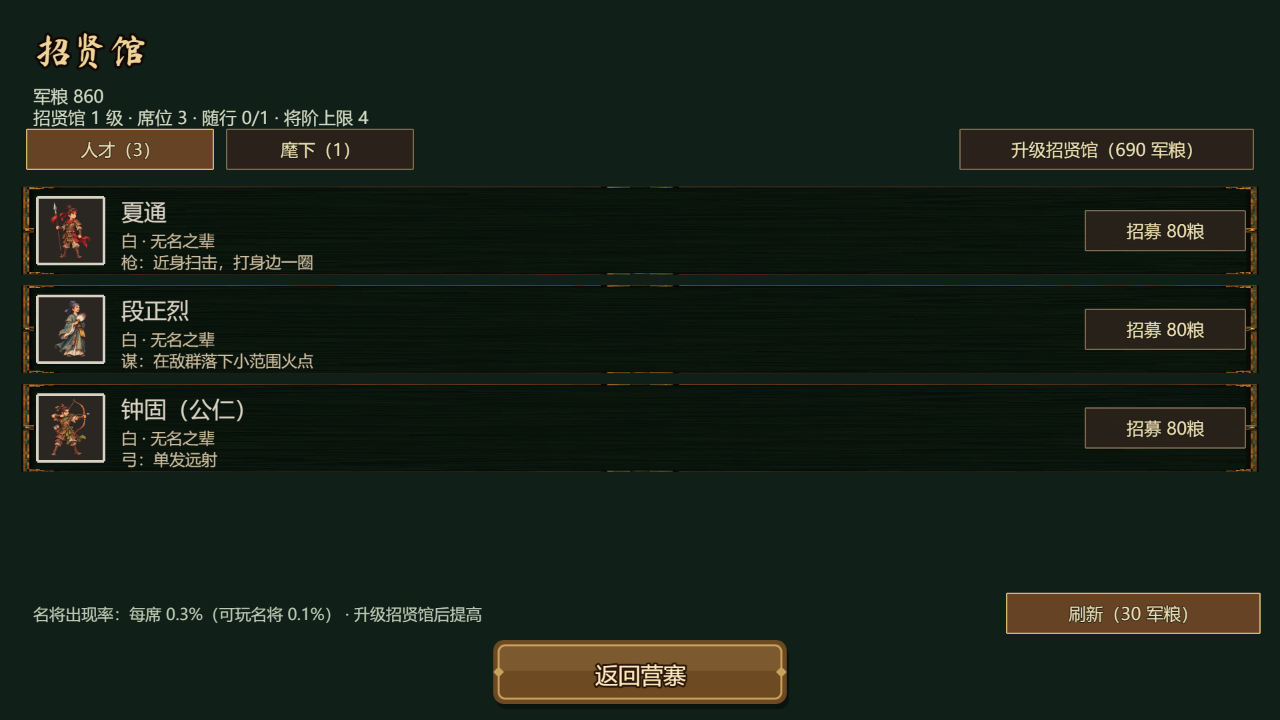 招贤馆
军粮 860
招贤馆 1 级 · 席位 3 · 随行 0/1 · 将阶上限 4
人才（3）
麾下（1）
升级招贤馆（690 军粮）
夏通
白 · 无名之辈
枪：近身扫击，打身边一圈
招募 80粮
段正烈
白 · 无名之辈
谋：在敌群落下小范围火点
招募 80粮
钟固（公仁）
白 · 无名之辈
弓：单发远射
招募 80粮
名将出现率：每席 0.3%（可玩名将 0.1%） · 升级招贤馆后提高
刷新（30 军粮）
返回营寨